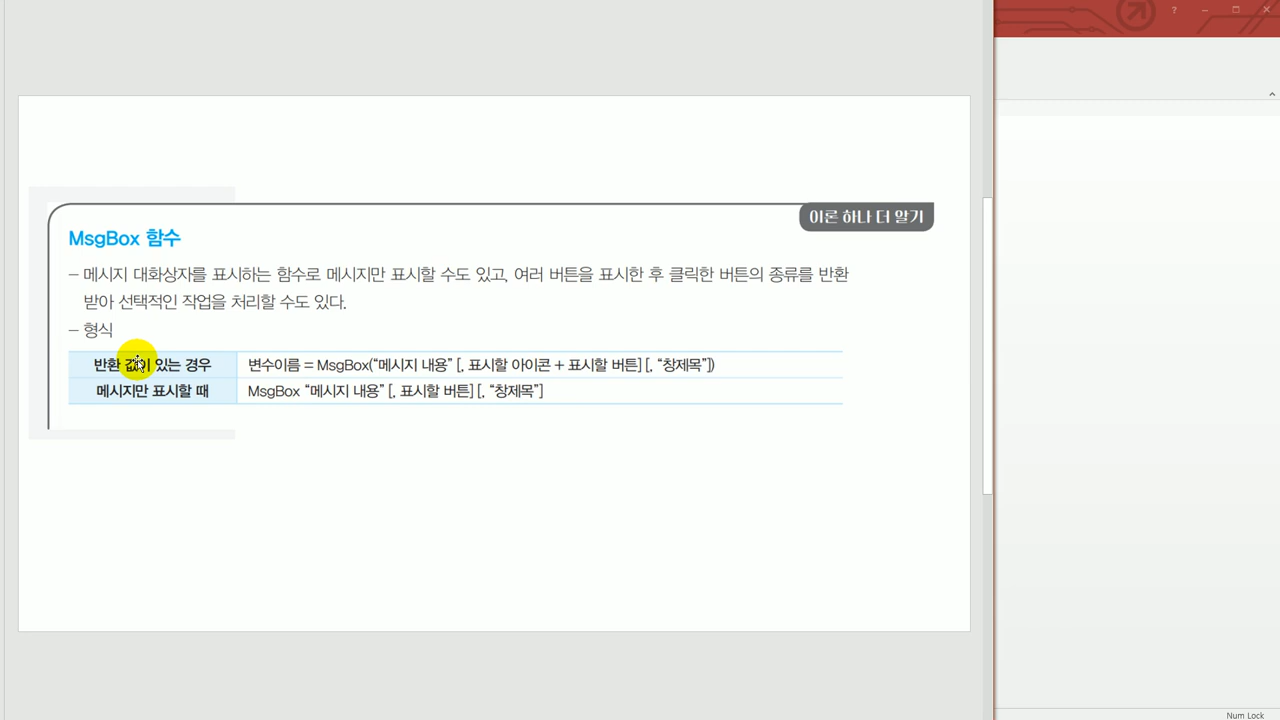 이론 하나 더 알기
MsgBox 함수
– 메시지 대화상자를 표시하는 함수로 메시지만 표시할 수도 있고, 여러 버튼을 표시한 후 클릭한 버튼의 종류를 반환
받아 선택적인 작업을 처리할 수도 있다.
– 형식
반환 값이 있는 경우 변수이름 = MsgBox(“메시지 내용” [, 표시할 아이콘 + 표시할 버튼] [, “창제목”])
메시지만 표시할 때 MsgBox “메시지 내용” [, 표시할 버튼] [, “창제목”]
Num Lock